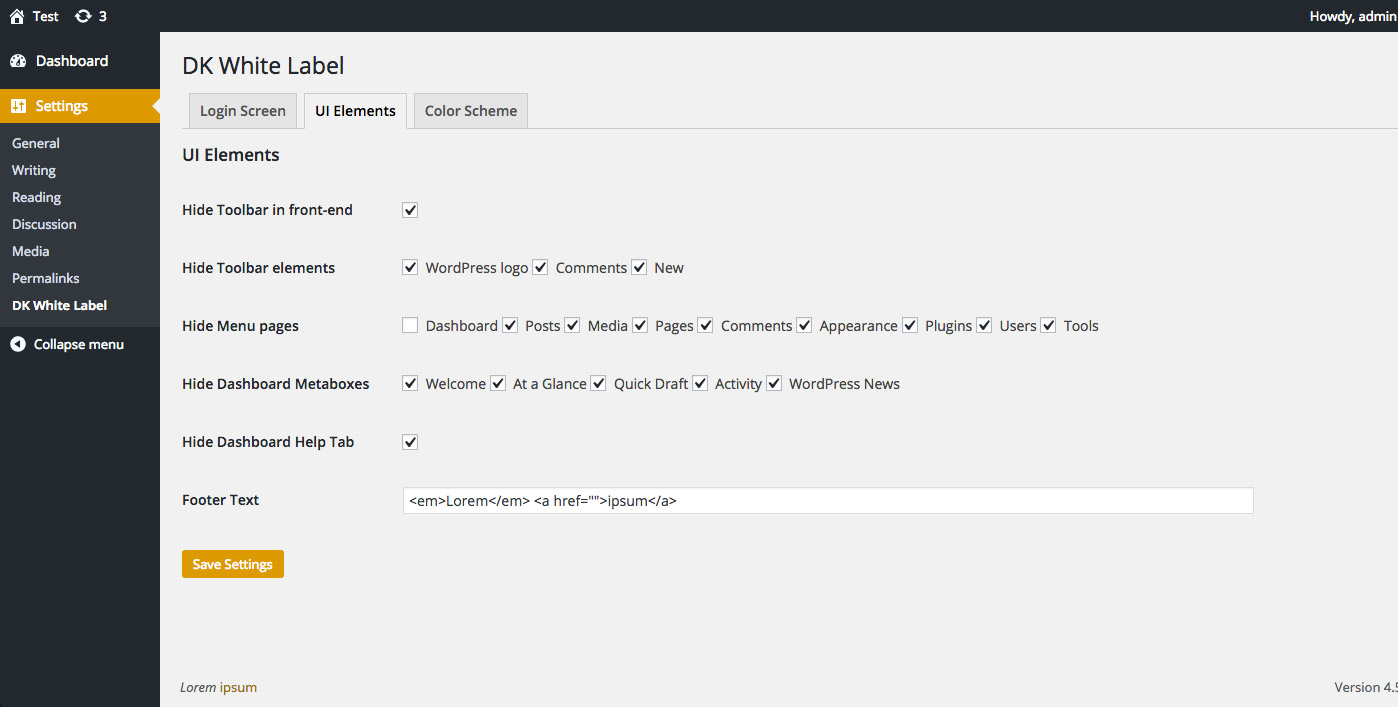 Test 3 Howdy, admin
Dashboard
Settings
General
Writing
Reading
Discussion
Media
Permalinks
DK White Label
Collapse menu
DK White Label
Login Screen UI Elements Color Scheme
UI Elements
Hide Toolbar in front-end
Hide Toolbar elements WordPress logo Comments New
Hide Menu pages Dashboard Posts Media Pages Comments Appearance Plugins Users Tools
Hide Dashboard Metaboxes Welcome At a Glance Quick Draft Activity WordPress News
Hide Dashboard Help Tab
Footer Text <em>Lorem</em> <a href="">ipsum</a>
Save Settings
Lorem ipsum Version 4.5